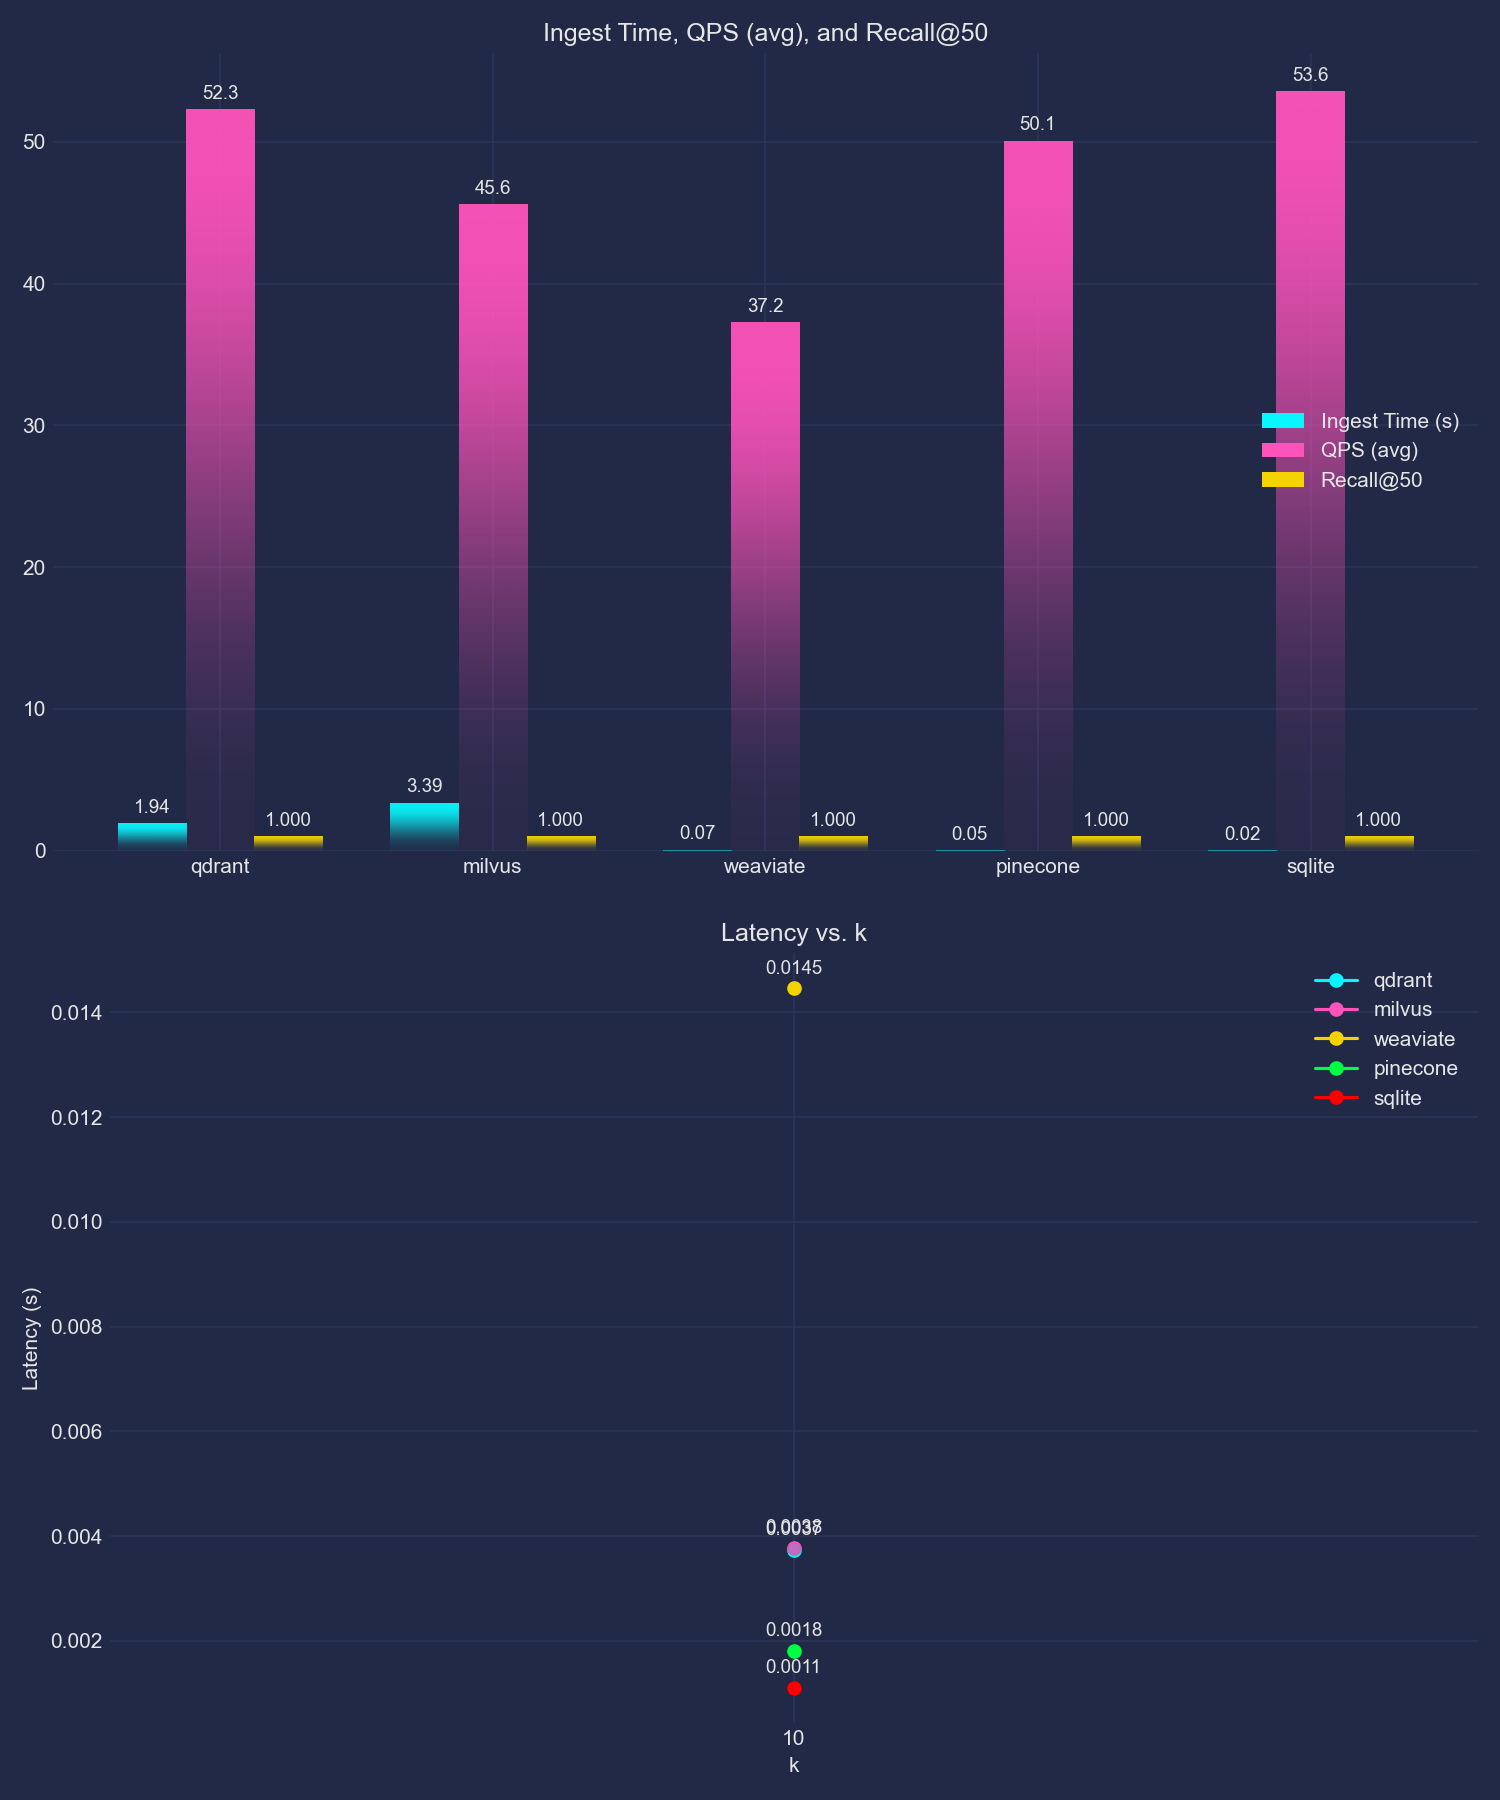 Ingest Time, QPS (avg), and Recall@50
52.3
53.6
50.1
45.6
37.2
50
40
30
20
10
0
Ingest Time (s)
QPS (avg)
Recall@50
1.94
1.000
3.39
1.000
0.07
1.000
0.05
1.000
0.02
1.000
qdrant
milvus
weaviate
pinecone
sqlite
Latency vs. k
0.0145
qdrant
milvus
weaviate
pinecone
sqlite
0.014
0.012
0.010
0.008
0.006
0.004
0.002
Latency (s)
0.0038
0.0037
0.0018
0.0011
10
k